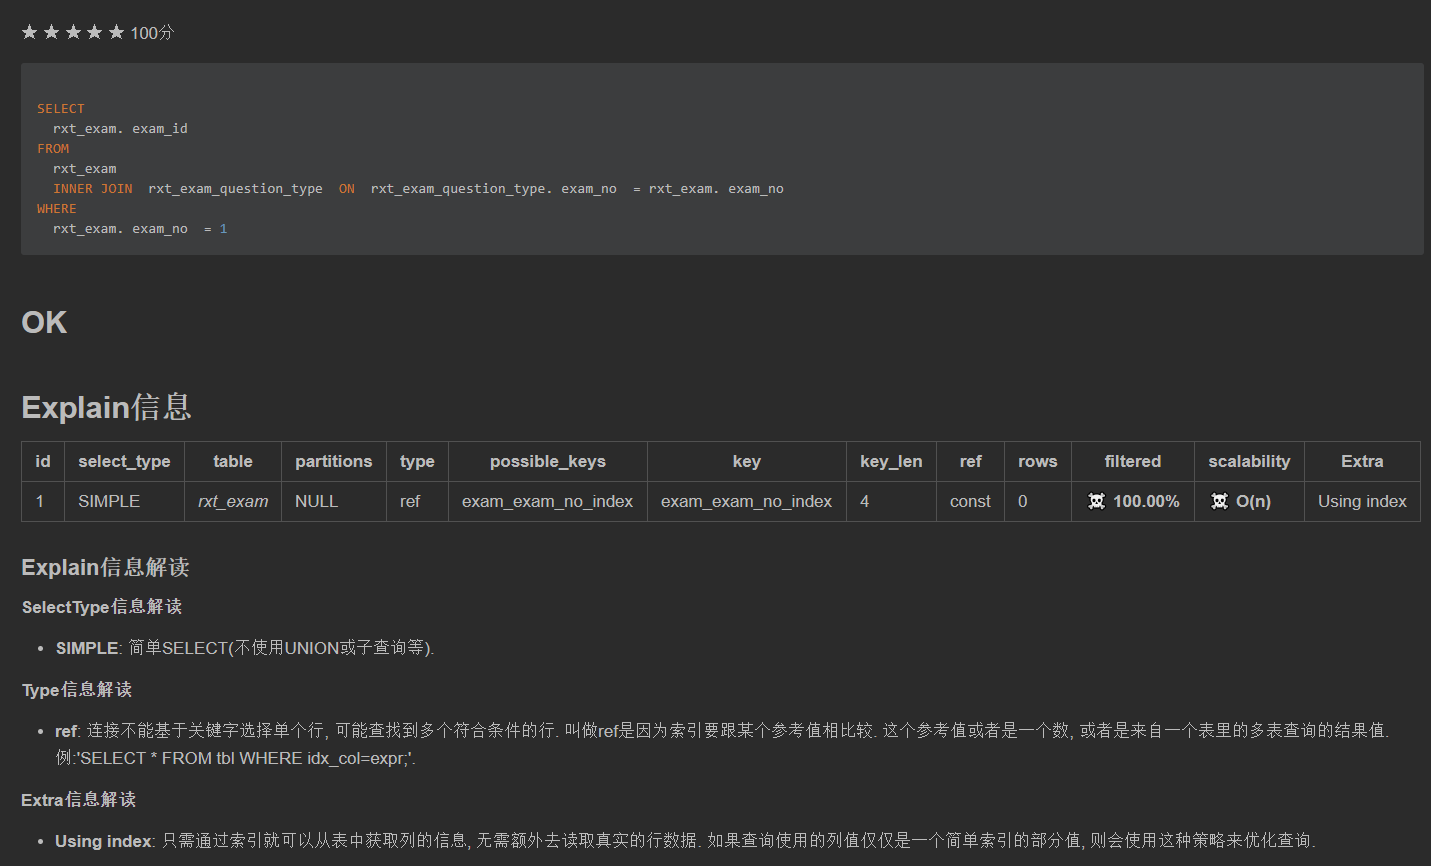 ★ ★ ★ ★ ★ 100分
SELECT
rxt_exam. exam_id
FROM
rxt_exam
INNER JOIN rxt_exam_question_type ON rxt_exam_question_type. exam_no = rxt_exam. exam_no
WHERE
rxt_exam. exam_no = 1
OK
Explain信息
id select_type table partitions type possible_keys key key_len ref rows filtered scalability Extra
1 SIMPLE rxt_exam NULL ref exam_exam_no_index exam_exam_no_index 4 const 0 ☠️ 100.00% ☠️ O(n) Using index
Explain信息解读
SelectType信息解读
• SIMPLE: 简单SELECT(不使用UNION或子查询等).
Type信息解读
• ref: 连接不能基于关键字选择单个行, 可能查找到多个符合条件的行. 叫做ref是因为索引要跟某个参考值相比较. 这个参考值或者是一个数, 或者是来自一个表里的多表查询的结果值.
例:'SELECT * FROM tbl WHERE idx_col=expr;'.
Extra信息解读
• Using index: 只需通过索引就可以从表中获取列的信息, 无需额外去读取真实的行数据. 如果查询使用的列值仅仅是一个简单索引的部分值, 则会使用这种策略来优化查询.